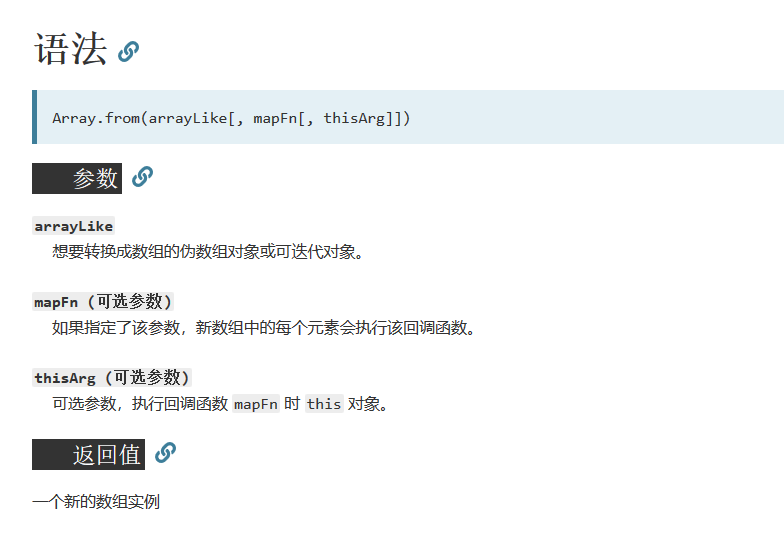 语法
Array.from(arrayLike[, mapFn[, thisArg]])
参数
arrayLike
想要转换成数组的伪数组对象或可迭代对象。
mapFn (可选参数)
如果指定了该参数，新数组中的每个元素会执行该回调函数。
thisArg (可选参数)
可选参数，执行回调函数 mapFn 时 this 对象。
返回值
一个新的数组实例